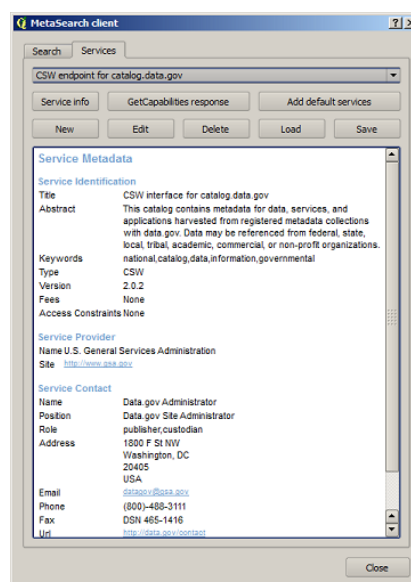 MetaSearch client
Search Services
CSW endpoint for catalog.data.gov
Service info GetCapabilities response Add default services
New Edit Delete Load Save
Service Metadata
Service Identification
Title CSW interface for catalog.data.gov
Abstract This catalog contains metadata for data, services, and
applications harvested from registered metadata collections
with data.gov. Data may be referenced from federal, state,
local, tribal, academic, commercial, or non-profit organizations.
Keywords national,catalog,data,information,governmental
Type CSW
Version 2.0.2
Fees None
Access Constraints None
Service Provider
Name U.S. General Services Administration
Site http://www.gsa.gov
Service Contact
Name Data.gov Administrator
Position Data.gov Site Administrator
Role publisher,custodian
Address 1800 F St NW
Washington, DC
20405
USA
Email datagov@gsa.gov
Phone (800)-488-3111
Fax DSN 465-1416
Url http://data.gov/contact
Close